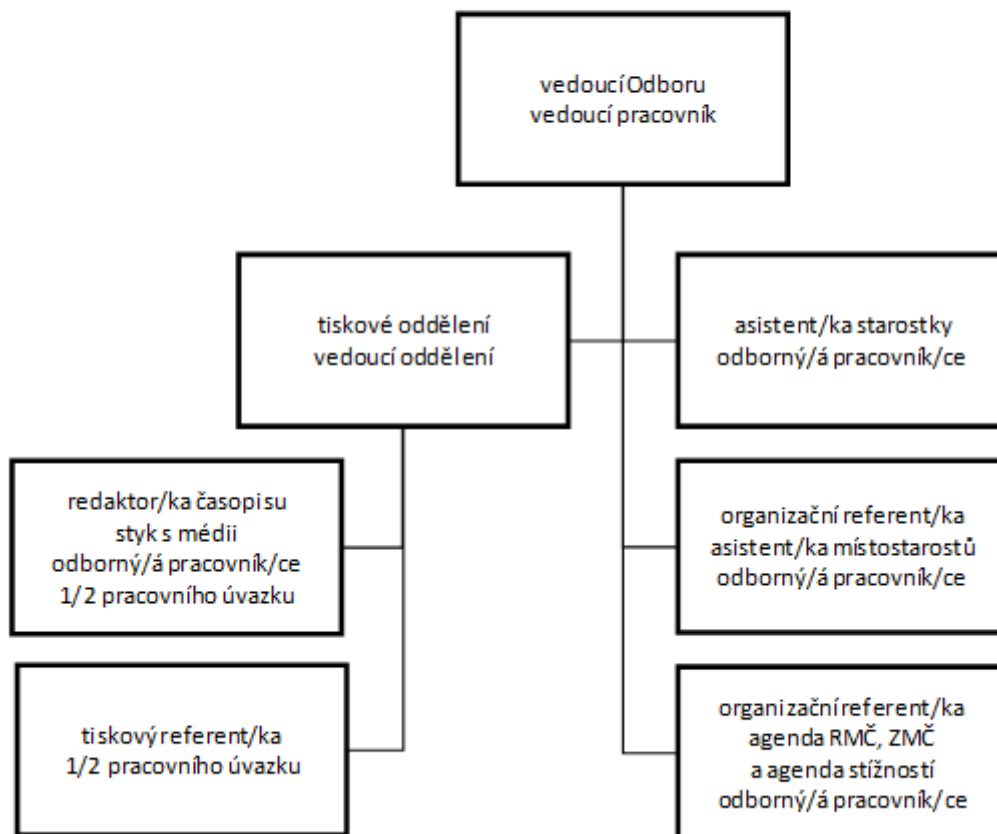 vedoucí Odboru
vedoucí pracovník
tiskové oddělení
vedoucí oddělení
asistent/ka starostky
odborný/á pracovník/ce
redaktor/ka časopisu
styk s médii
odborný/á pracovník/ce
1/2 pracovního úvazku
organizační referent/ka
asistent/ka místostarostů
odborný/á pracovník/ce
tiskový referent/ka
1/2 pracovního úvazku
organizační referent/ka
agenda RMČ, ZMČ
a agenda stížností
odborný/á pracovník/ce